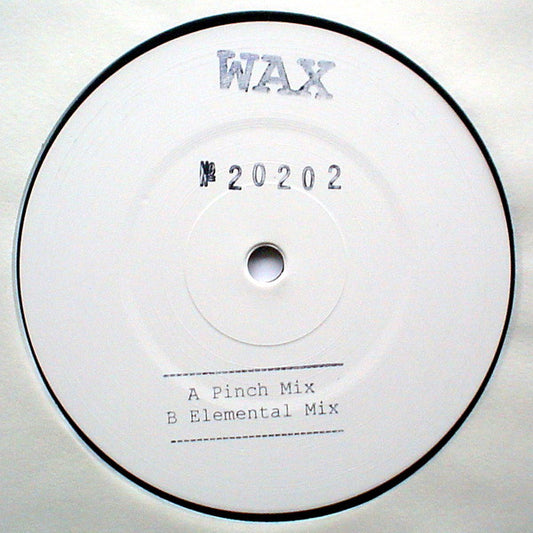 WAX
№ 20202
A Pinch Mix
B Elemental Mix